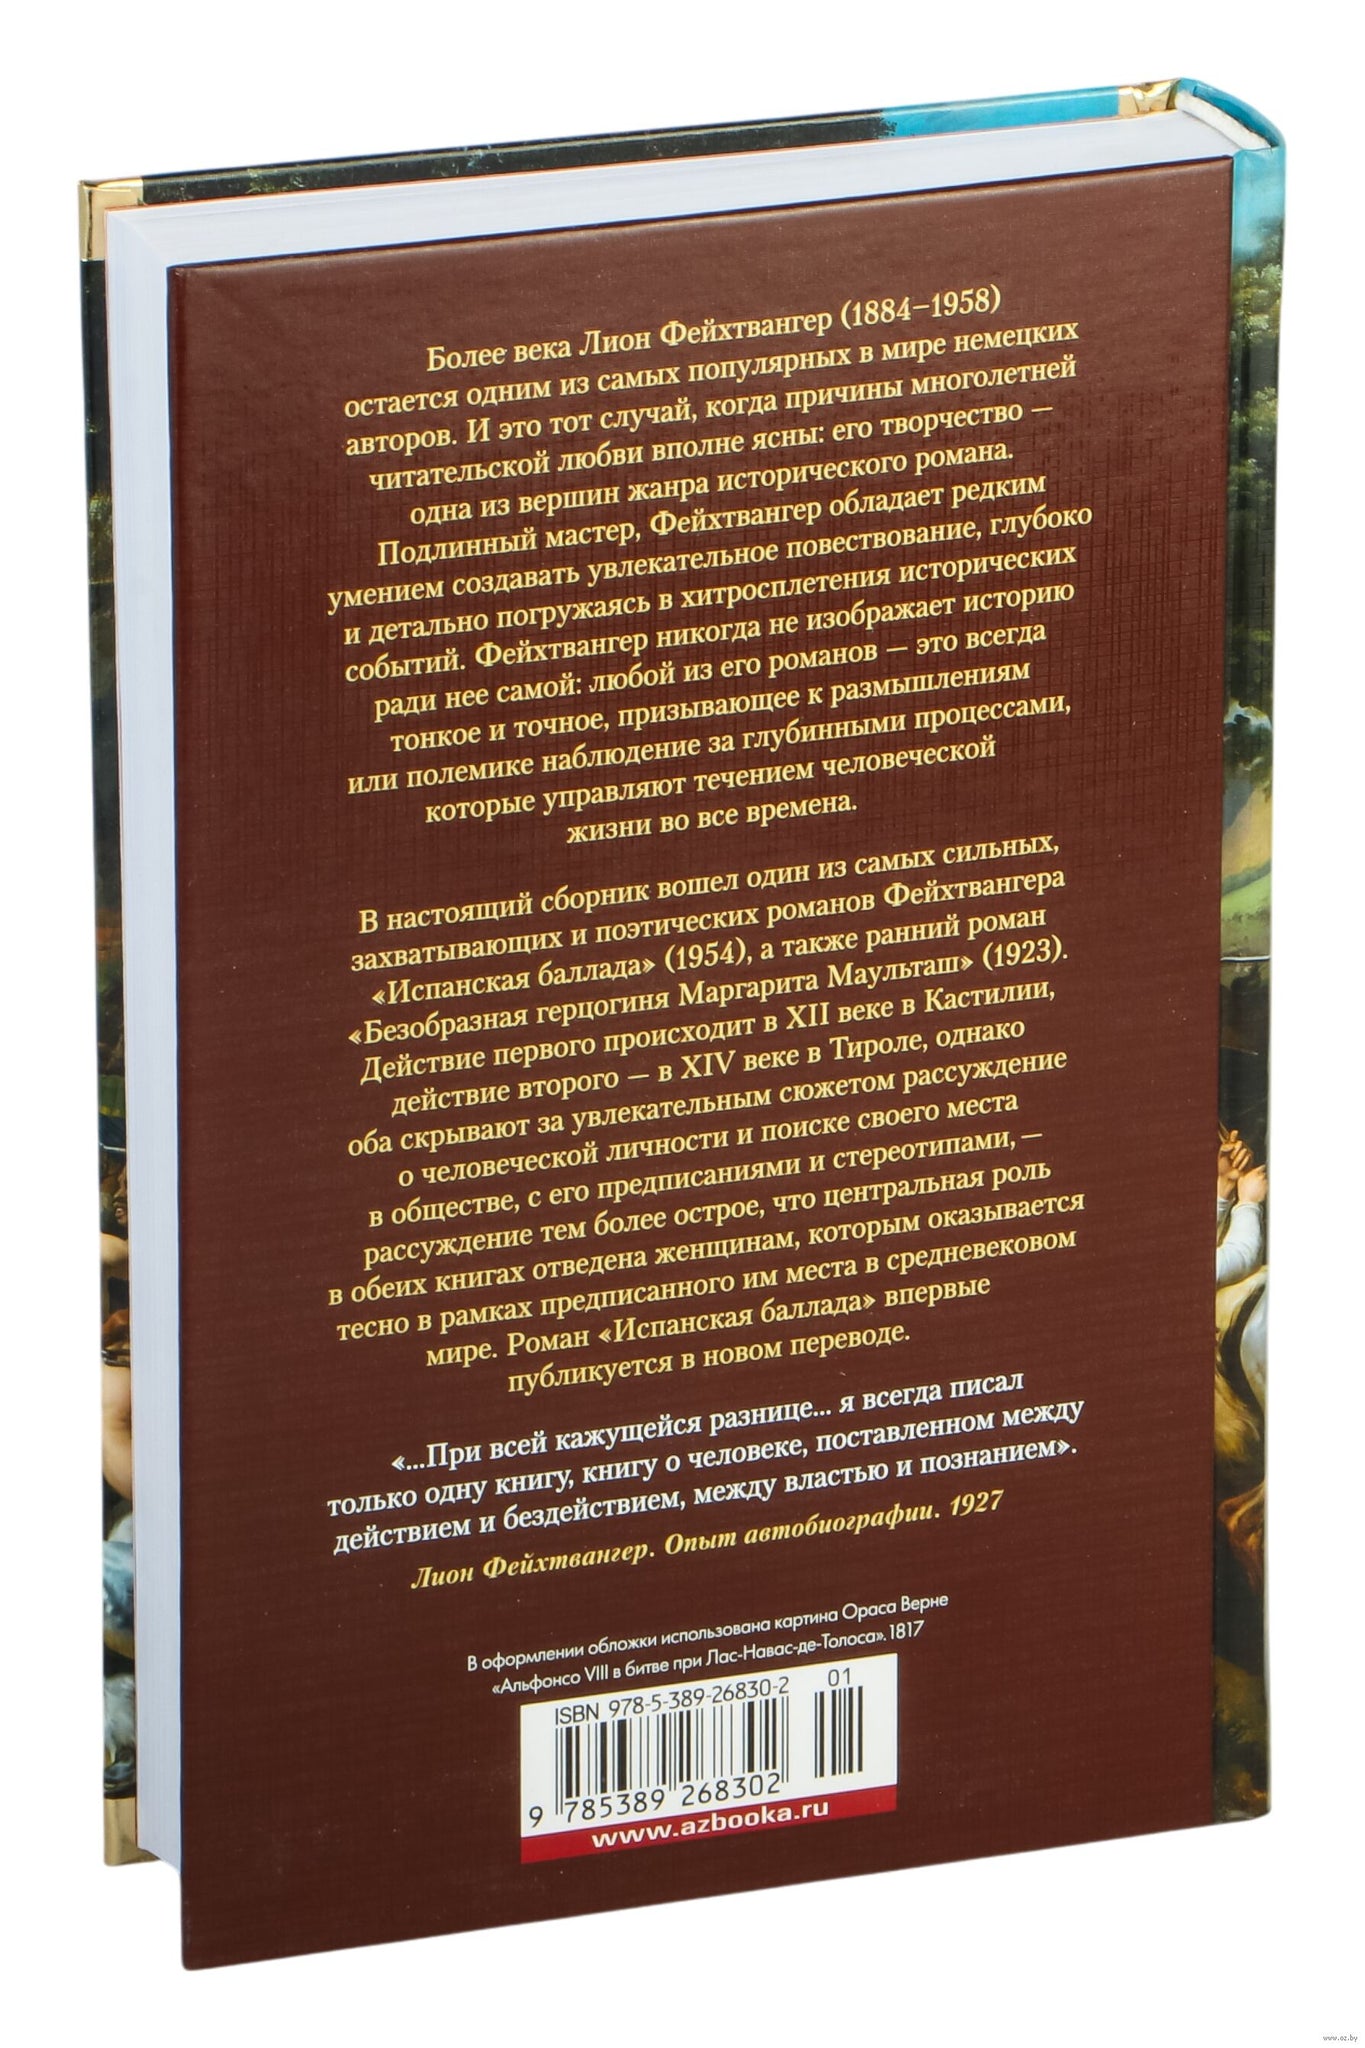 Более века Лион Фейхтвангер (1884–1958)
остается одним из самых популярных в мире немецких
авторов. И это тот случай, когда причины многолетней
читательской любви вполне ясны: его творчество —
одна из вершин жанра исторического романа.
Подлинный мастер, Фейхтвангер обладает редким
умением создавать увлекательное повествование, глубоко
и детально погружаясь в хитросплетения исторических
событий. Фейхтвангер никогда не изображает историю
ради нее самой: любой из его романов — это всегда
тонкое и точное, призывающее к размышлениям
или полемике наблюдение за глубинными процессами,
которые управляют течением человеческой
жизни во все времена.
В настоящий сборник вошел один из самых сильных,
захватывающих и поэтических романов Фейхтвангера
«Испанская баллада» (1954), а также ранний роман
«Безобразная герцогиня Маргарита Маульташ» (1923).
Действие первого происходит в XII веке в Кастилии,
действие второго — в XIV веке в Тироле, однако
оба скрывают за увлекательным сюжетом рассуждение
о человеческой личности и поиске своего места
в обществе, с его предписаниями и стереотипами, —
рассуждение тем более острое, что центральная роль
в обеих книгах отведена женщинам, которым оказывается
тесно в рамках предписанного им места в средневековом
мире. Роман «Испанская баллада» впервые
публикуется в новом переводе.
«...При всей кажущейся разнице... я всегда писал
только одну книгу, книгу о человеке, поставленном между
действием и бездействием, между властью и познанием».
Лион Фейхтвангер. Опыт автобиографии. 1927
В оформлении обложки использована картина Ораса Верне
«Альфонсо VIII в битве при Лас-Навас-де-Толоса». 1817
ISBN 978-5-389-26830-2 01
9 785389 268302
www.azbooka.ru
www.oz.by